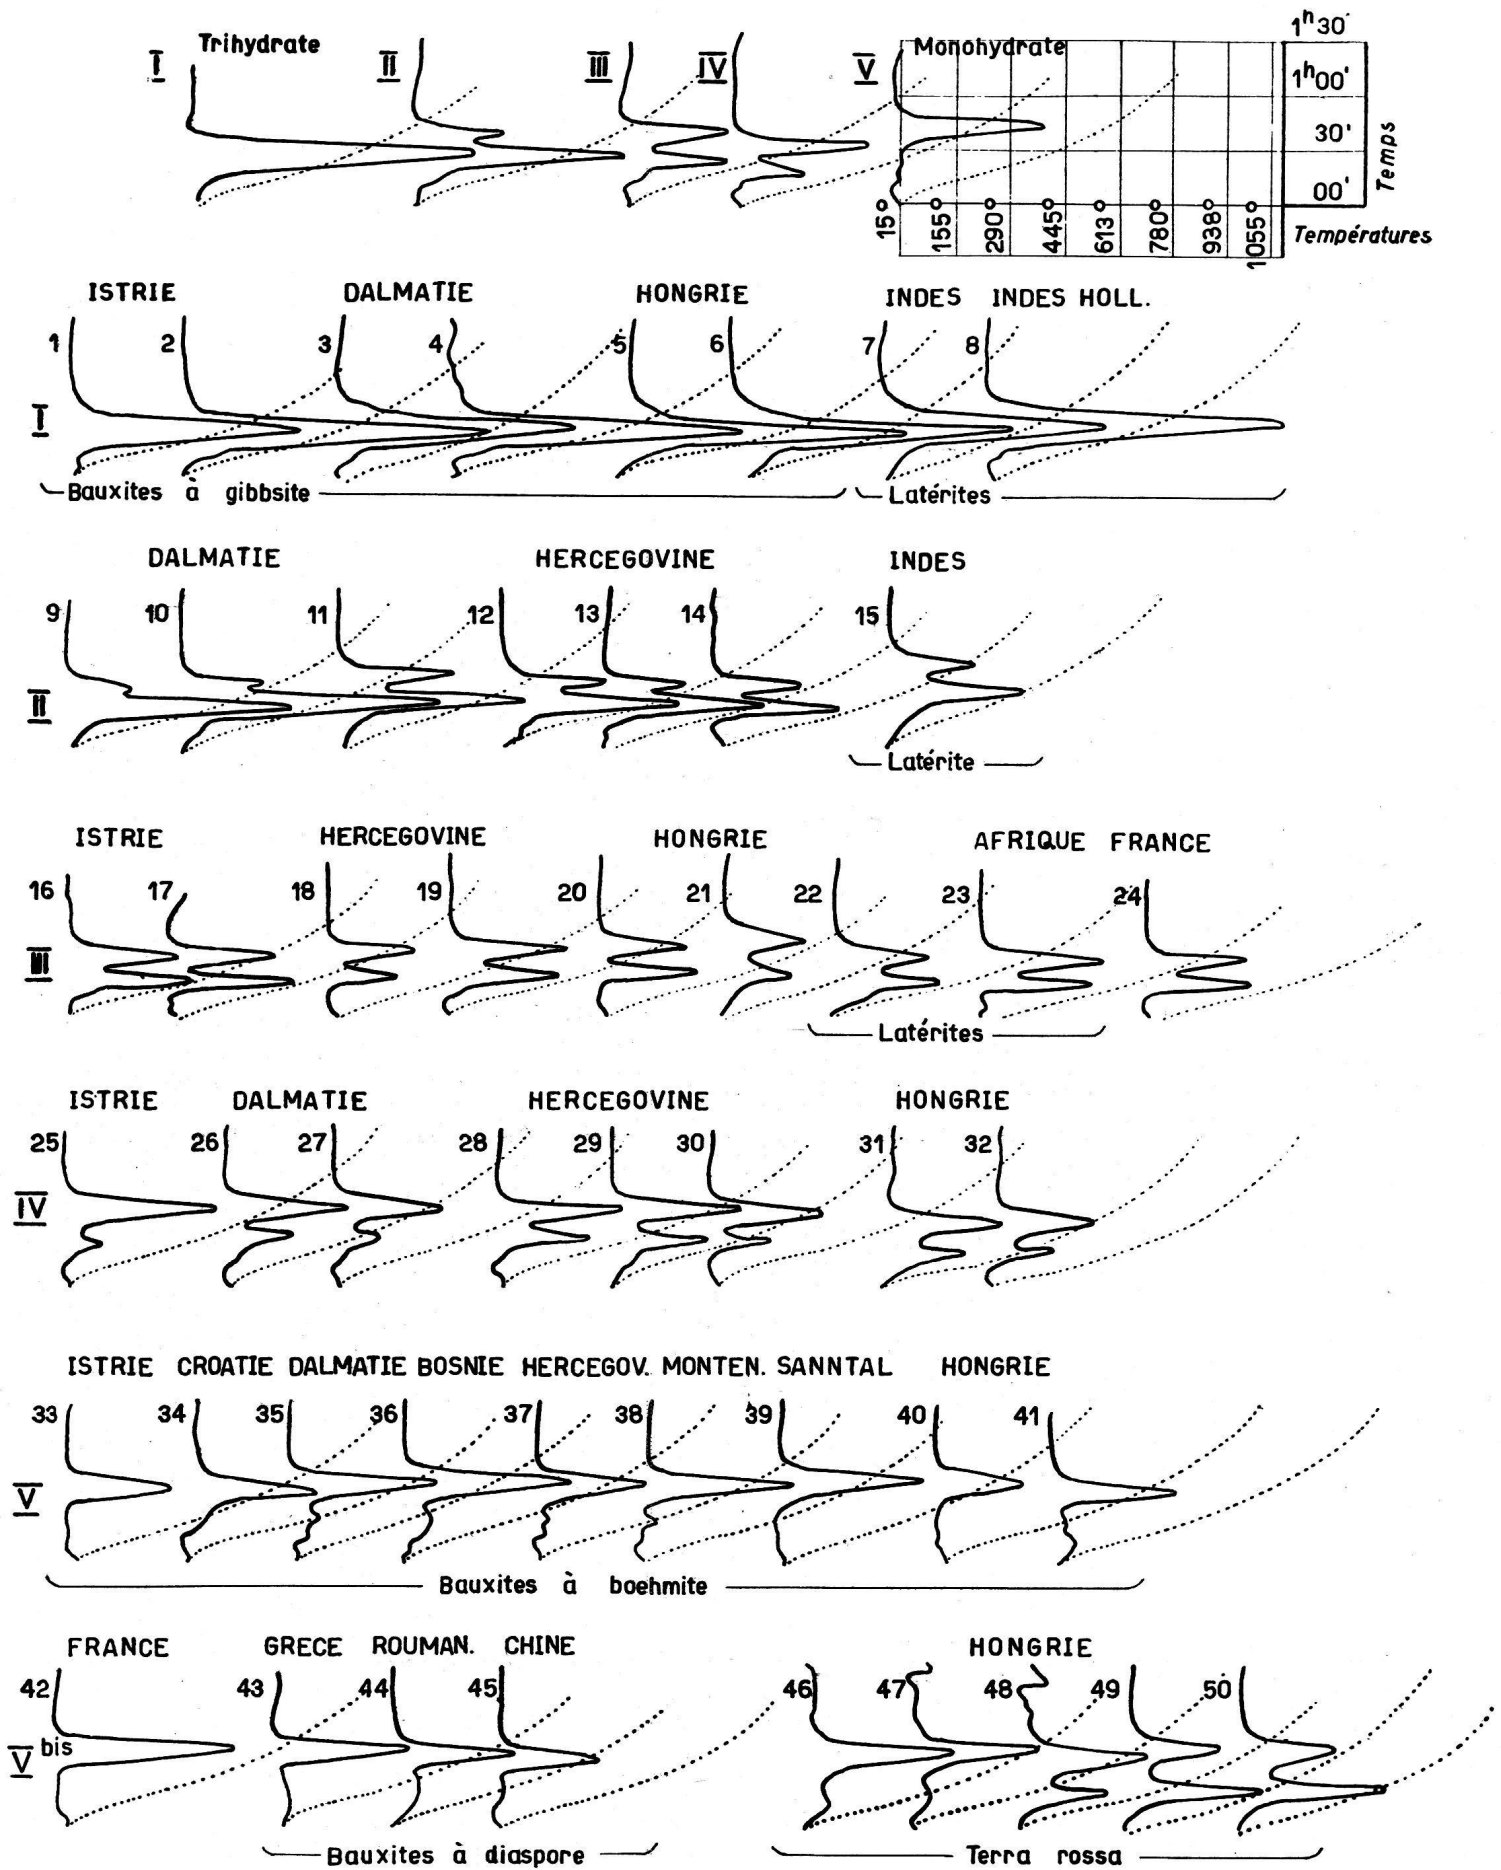 I Trihydrate II III IV V Monohydrate
1h30'
1h00'
30'
00'
Temps
15° 155° 290° 445° 613° 780° 938° 1055°
Températures
ISTRIE DALMATIE HONGRIE INDES INDES HOLL.
1 2 3 4 5 6 7 8
I
Bauxites à gibbsite Latérites
DALMATIE HERCEGOVINE INDES
9 10 11 12 13 14 15
II
Latérite
ISTRIE HERCEGOVINE HONGRIE AFRIQUE FRANCE
16 17 18 19 20 21 22 23 24
III
Latérites
ISTRIE DALMATIE HERCEGOVINE HONGRIE
25 26 27 28 29 30 31 32
IV
ISTRIE CROATIE DALMATIE BOSNIE HERCEGOV. MONTEN. SANNTAL HONGRIE
33 34 35 36 37 38 39 40 41
V
Bauxites à boehmite
FRANCE GRECE ROUMAN. CHINE HONGRIE
42 43 44 45 46 47 48 49 50
V bis
Bauxites à diaspore Terra rossa